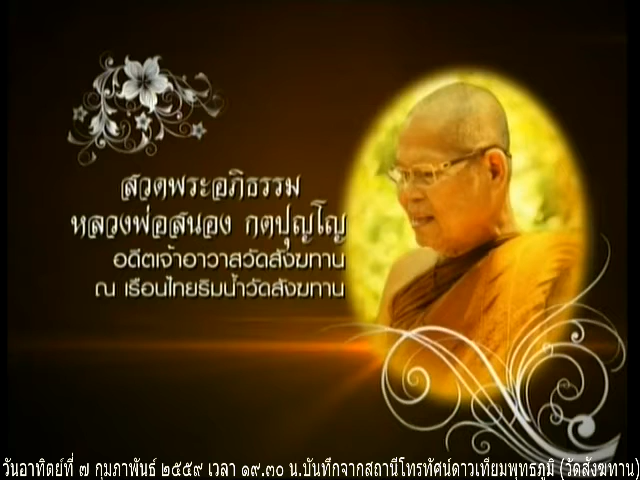 สวดพระอภิธรรม
หลวงพ่อสนอง กตปุญโญ
อดีตเจ้าอาวาสวัดสังฆทาน
ณ เรือนไทยริมน้ำวัดสังฆทาน
วันอาทิตย์ที่ ๗ กุมภาพันธ์ ๒๕๕๙ เวลา ๑๙.๓๐ น.บันทึกจากสถานีโทรทัศน์ดาวเทียมพุทธภูมิ (วัดสังฆทาน)